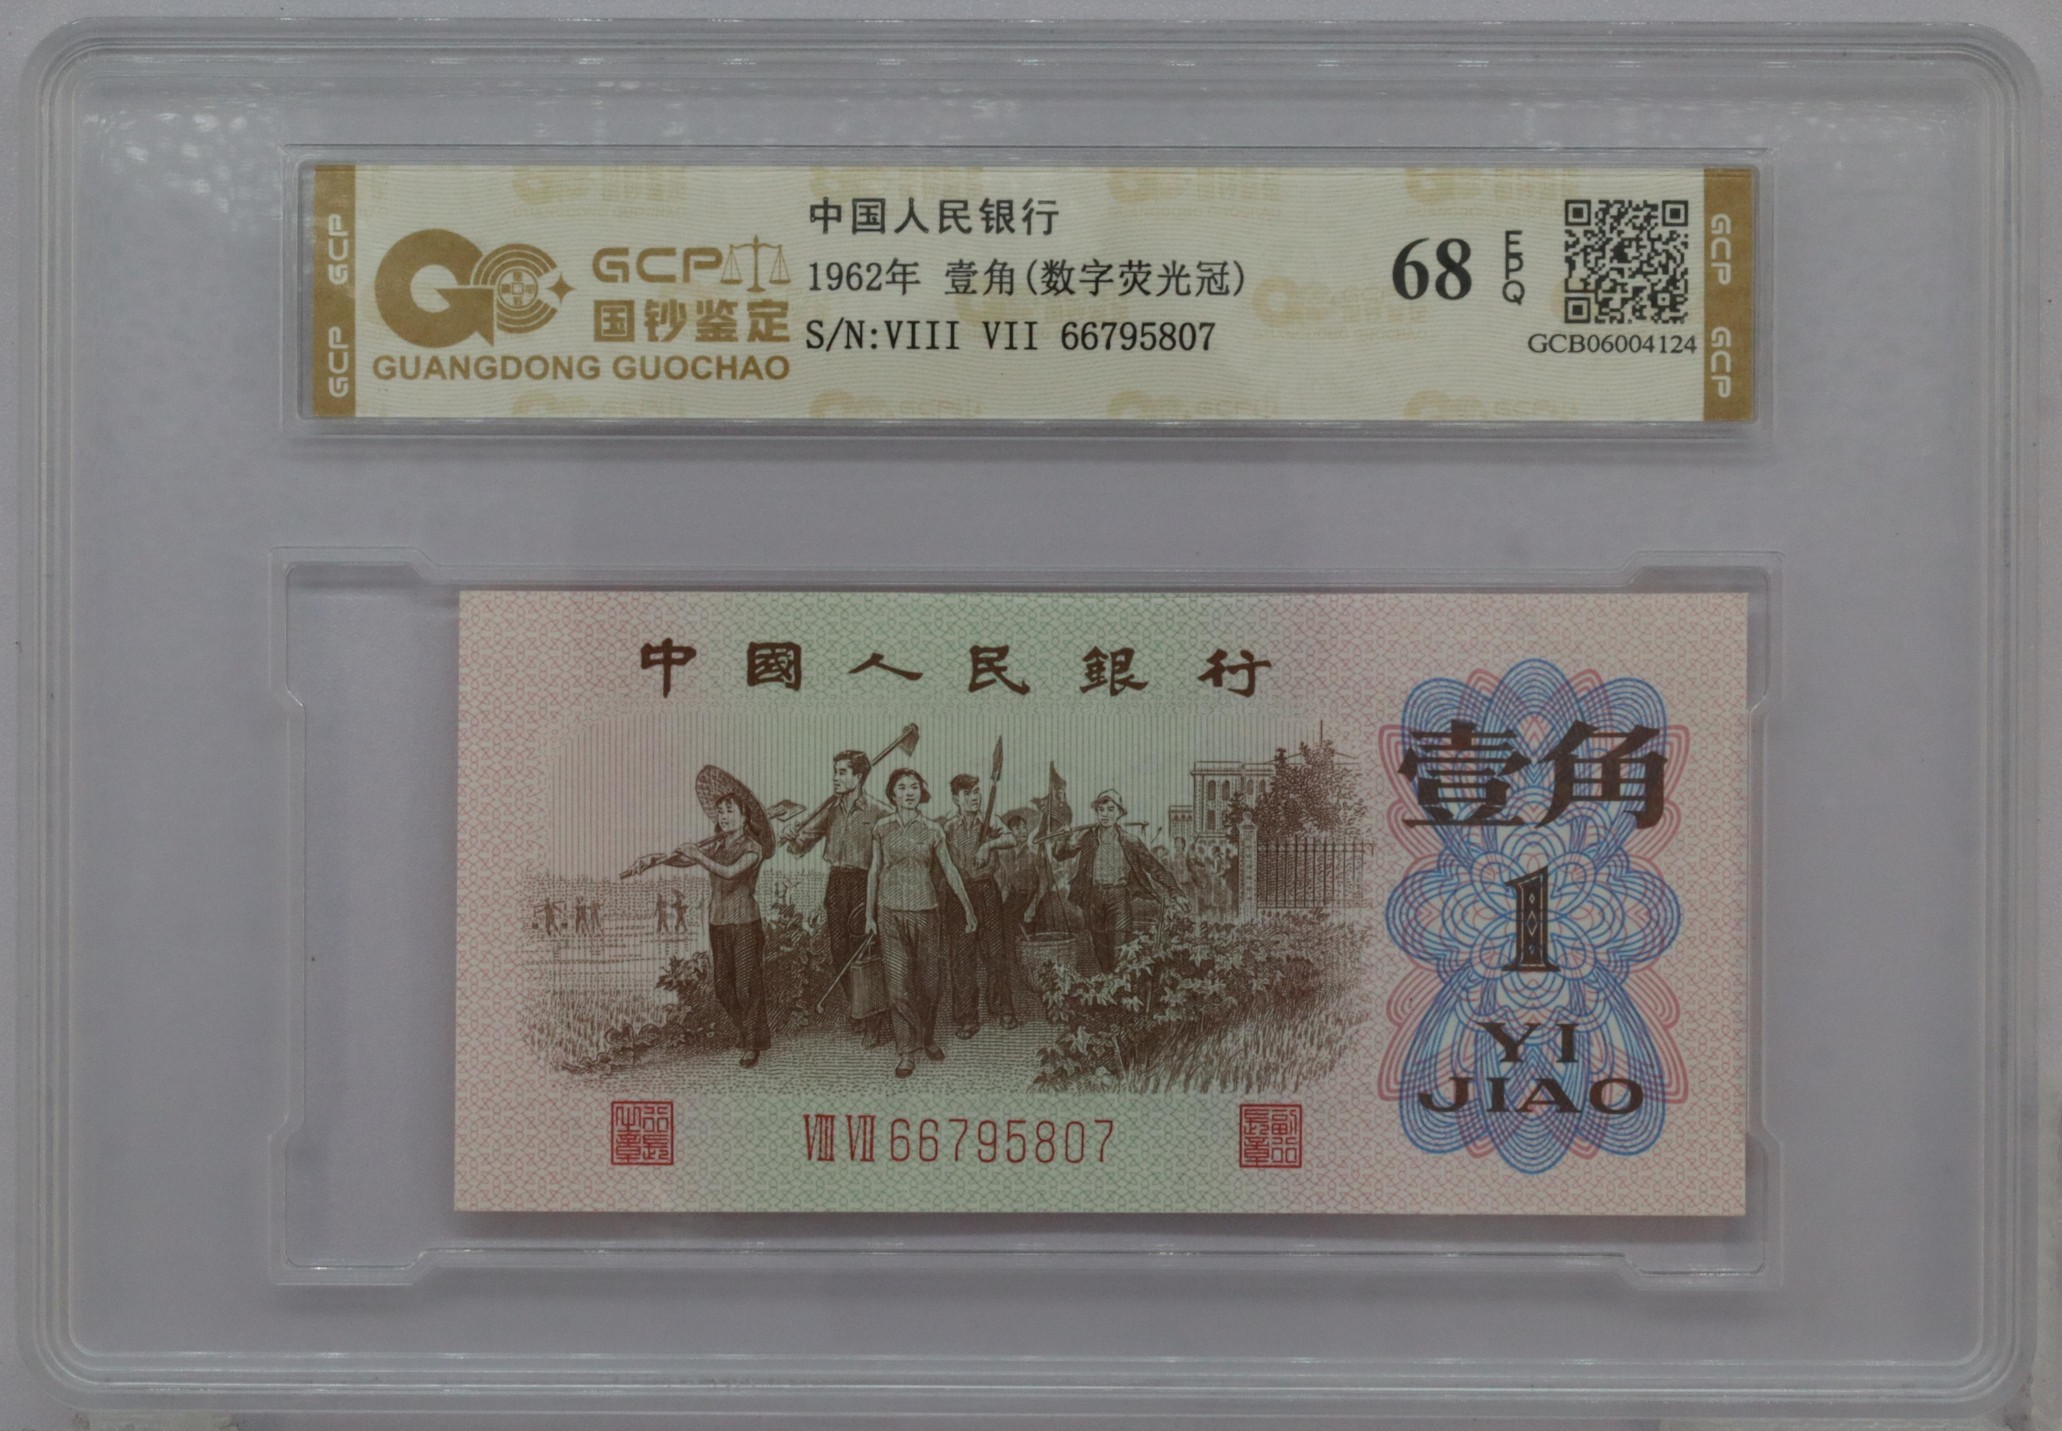 GCP GCP
GCP
国钞鉴定
GUANGDONG GUOCHAO
中国人民银行
1962年 壹角(数字荧光冠)
S/N:VIII VII 66795807
68
EPQ
GCB06004124
GCP GCP
中國人民銀行
壹角
1
YI
JIAO
VIII VII 66795807